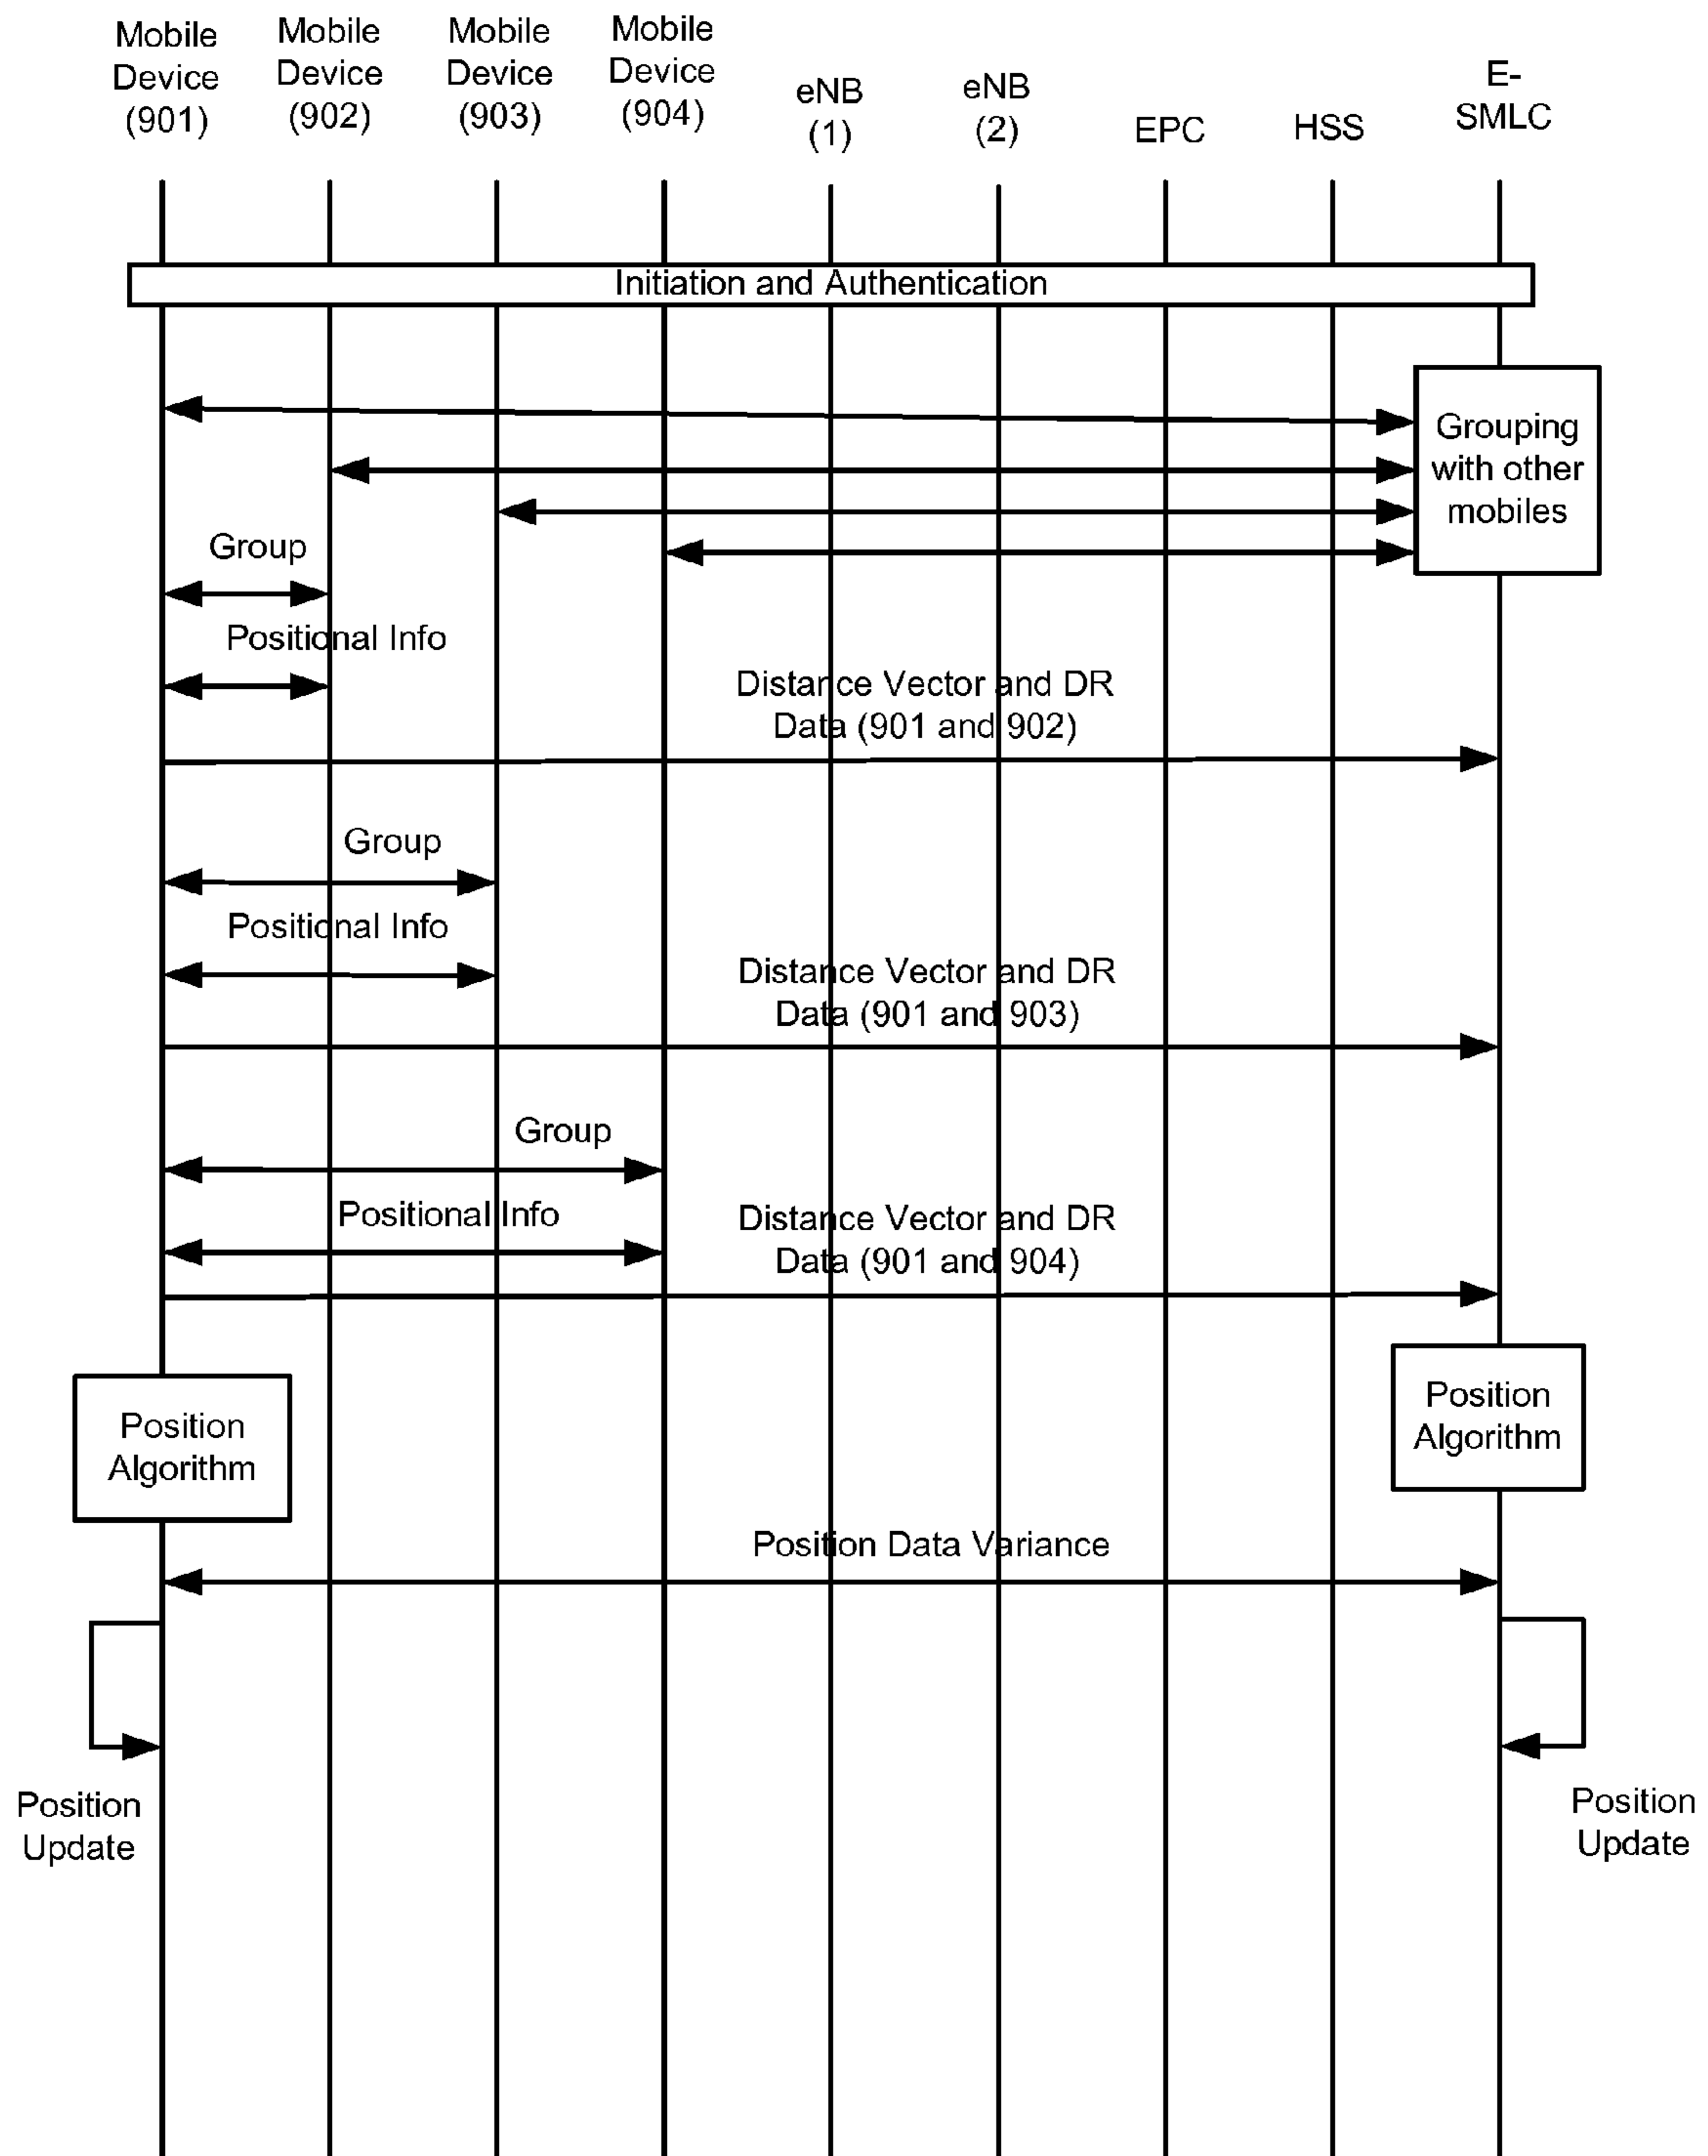 Mobile
Device
(901)
Mobile
Device
(902)
Mobile
Device
(903)
Mobile
Device
(904)
eNB
(1)
eNB
(2)
EPC
HSS
E-
SMLC
Initiation and Authentication
Grouping
with other
mobiles
Group
Positional Info
Distance Vector and DR
Data (901 and 902)
Group
Positional Info
Distance Vector and DR
Data (901 and 903)
Group
Positional Info
Distance Vector and DR
Data (901 and 904)
Position
Algorithm
Position
Algorithm
Position Data Variance
Position
Update
Position
Update